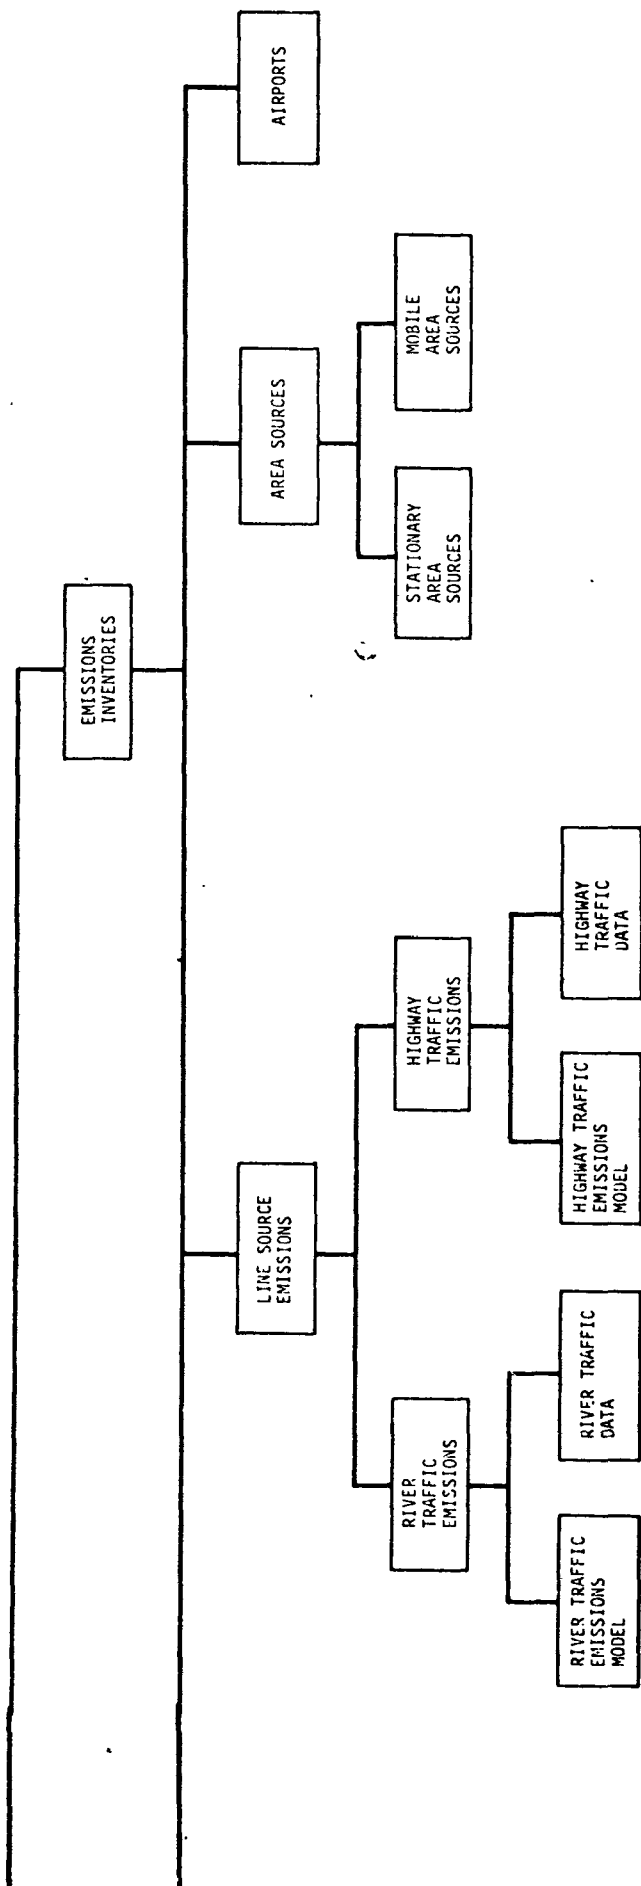 EMISSIONS
INVENTORIES
LINE SOURCE
EMISSIONS
AREA SOURCES
AIRPORTS
RIVER
TRAFFIC
EMISSIONS
HIGHWAY
TRAFFIC
EMISSIONS
STATIONARY
AREA
SOURCES
MOBILE
AREA
SOURCES
RIVER TRAFFIC
EMISSIONS
MODEL
RIVER TRAFFIC
DATA
HIGHWAY TRAFFIC
EMISSIONS
MODEL
HIGHWAY
TRAFFIC
DATA